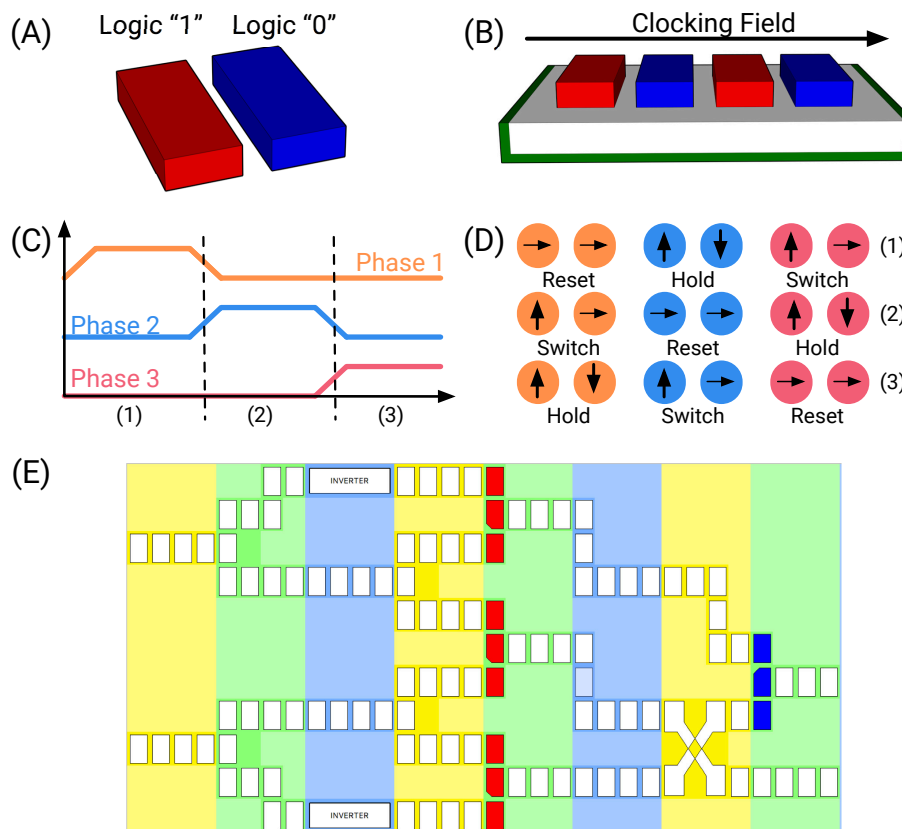 (A)
Logic “1”
Logic “0”
(B)
Clocking Field
(C)
Phase 1
Phase 2
Phase 3
(1)
(2)
(3)
(D)
(1)
Reset
Hold
Switch
(2)
Switch
Reset
Hold
(3)
Hold
Switch
Reset
(E)
INVERTER
INVERTER